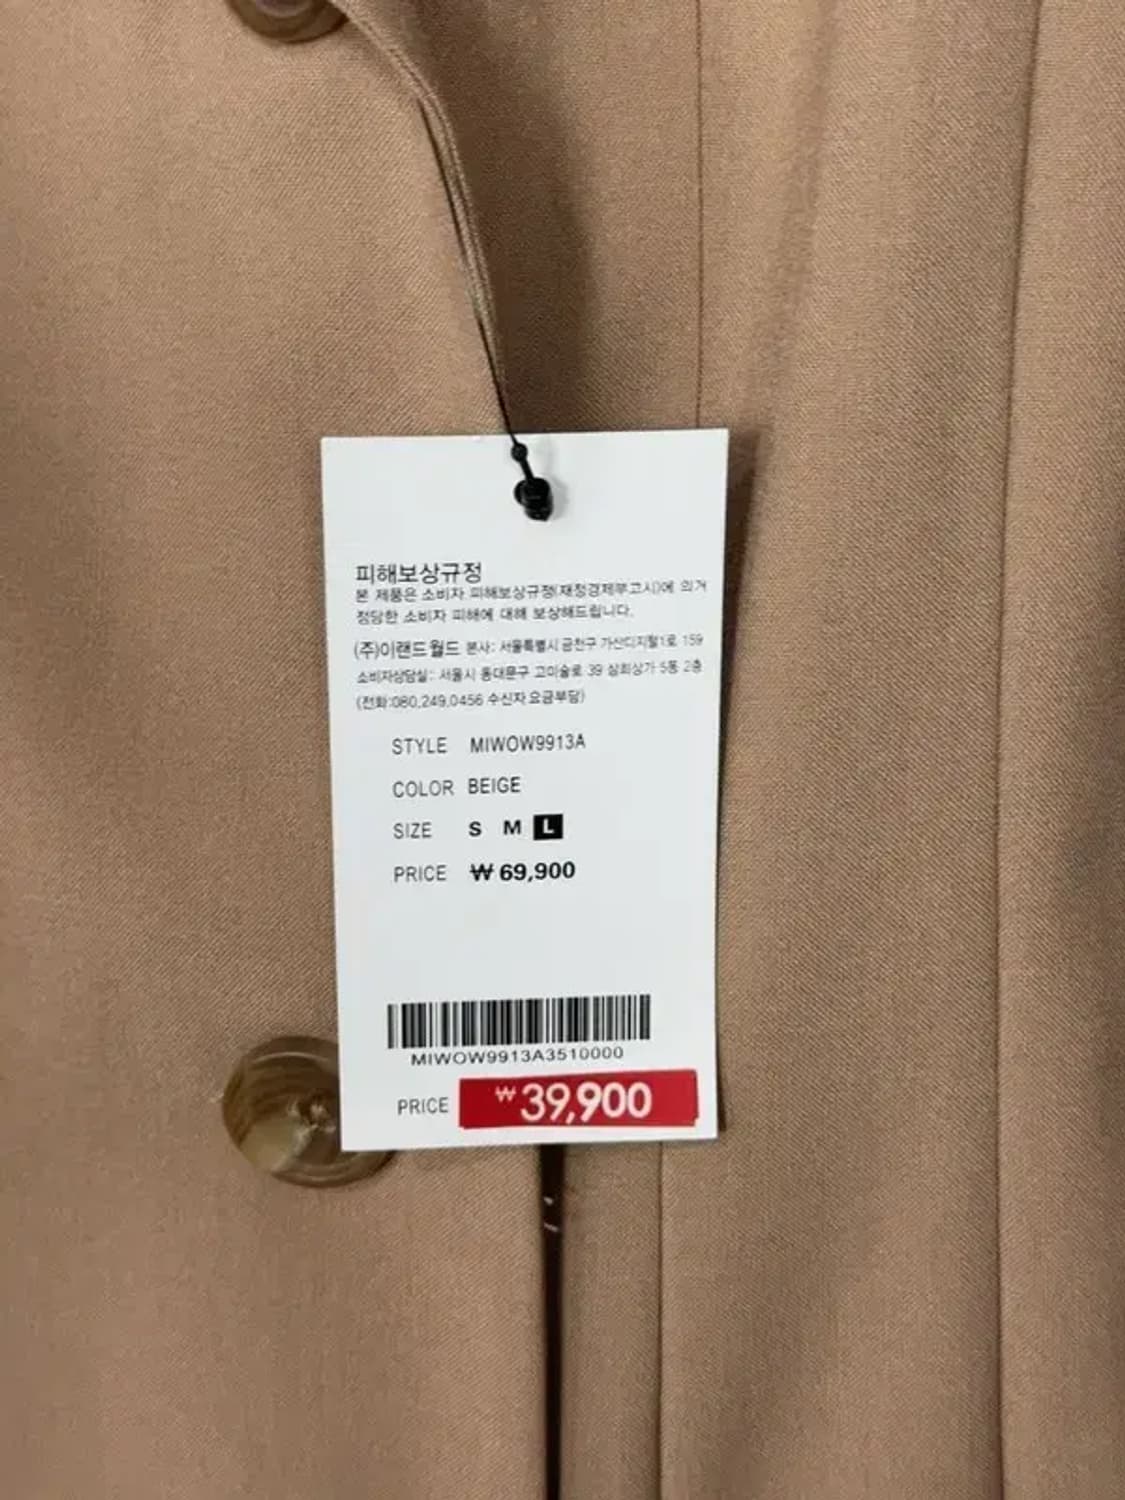 피해보상규정
본 제품은 소비자 피해보상규정(재정경제부고시)에 의거
정당한 소비자 피해에 대해 보상해드립니다.
(주)이랜드월드 본사: 서울특별시 금천구 가산디지털1로 159
소비자상담실: 서울시 동대문구 고미술로 39 삼희상가 5동 2층
(전화:080,249,0456 수신자 요금부담)
STYLE MIWOW9913A
COLOR BEIGE
SIZE S M L
PRICE ₩ 69,900
MIWOW9913A3510000
PRICE ₩39,900